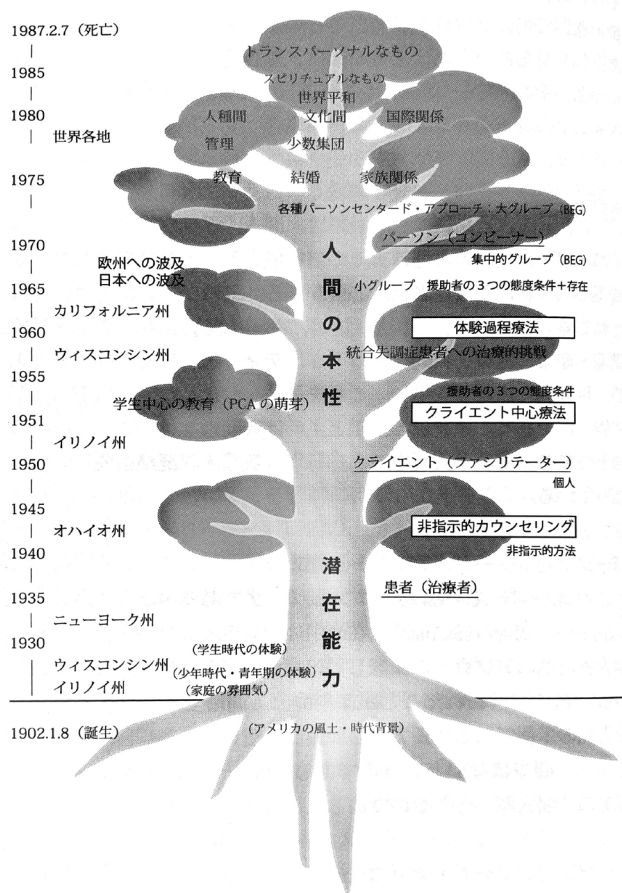 1987.2.7（死亡）
トランスパーソナルなもの
1985
スピリチュアルなもの
世界平和
1980
人種間 文化間 国際関係
世界各地
管理 少数集団
1975
教育 結婚 家族関係
各種パーソンセンタード・アプローチ：大グループ（BEG）
パーソン（コンビーナー）
1970
集中的グループ（BEG）
欧州への波及
日本への波及
1965
小グループ 援助者の３つの態度条件+存在
カリフォルニア州
体験過程療法
1960
ウィスコンシン州
統合失調症患者への治療的挑戦
1955
援助者の３つの態度条件
学生中心の教育（PCAの萌芽）
クライエント中心療法
1951
イリノイ州
人間の本性
1950
クライエント（ファシリテーター）
個人
1945
オハイオ州
非指示的カウンセリング
非指示的方法
1940
患者（治療者）
1935
ニューヨーク州
潜在能力
1930
（学生時代の体験）
ウィスコンシン州
（少年時代・青年期の体験）
イリノイ州
（家庭の雰囲気）
1902.1.8（誕生）
（アメリカの風土・時代背景）